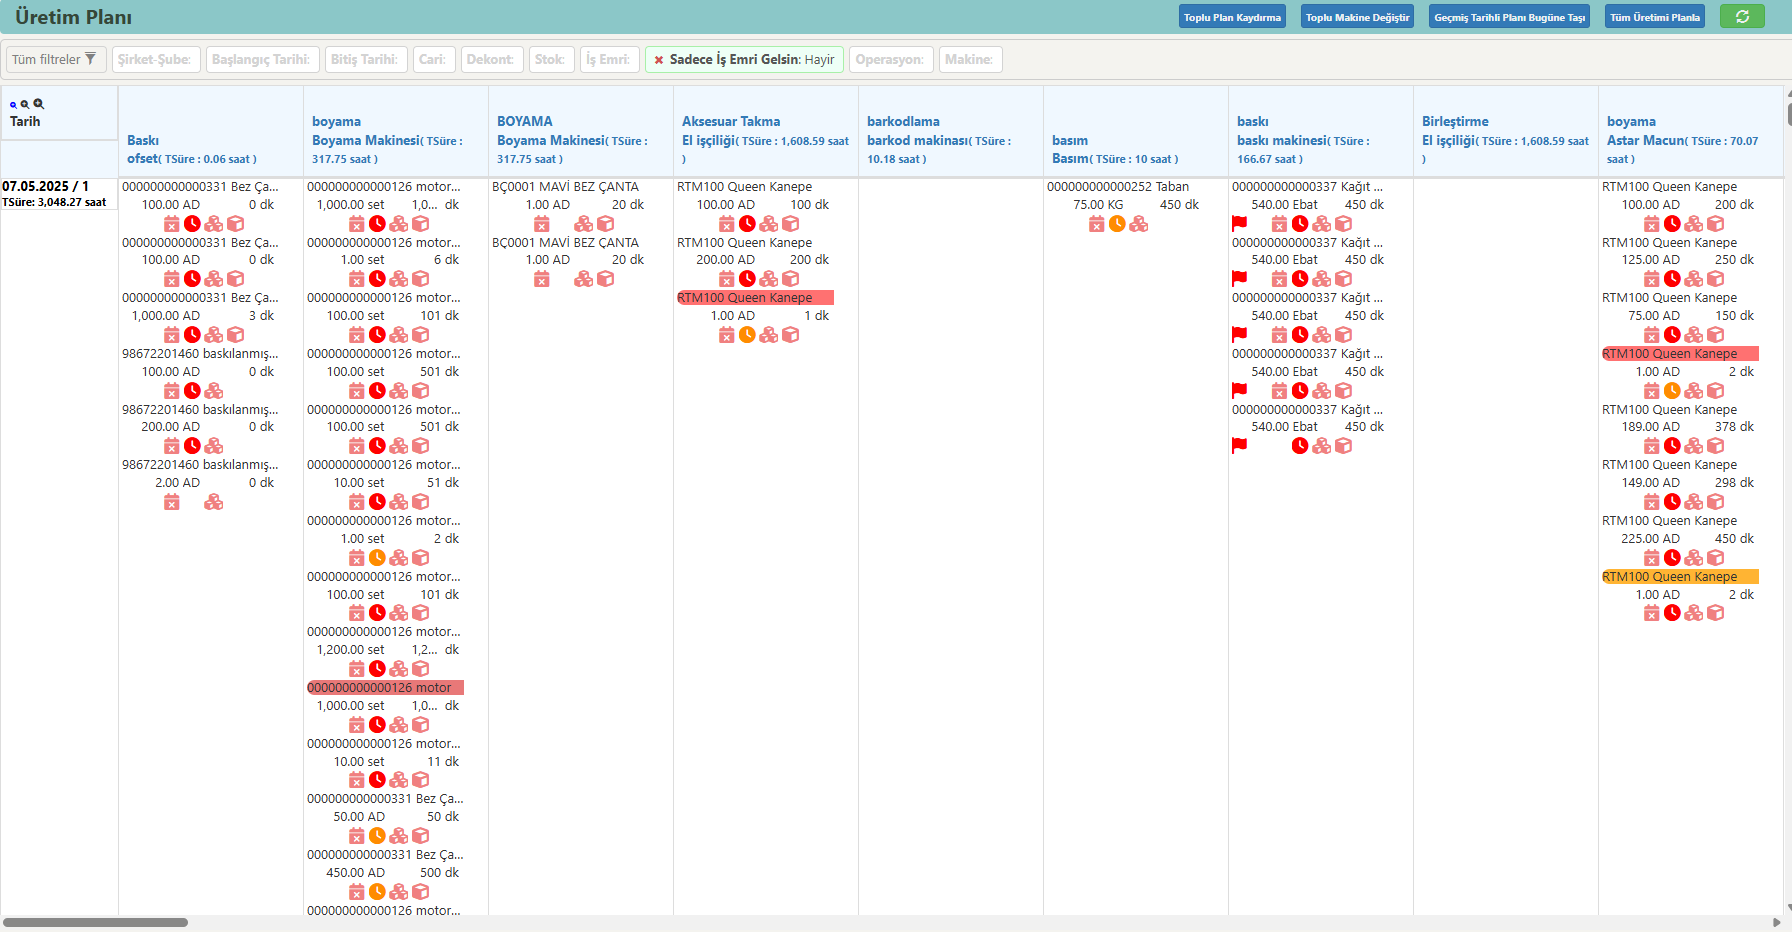 Üretim Planı
Toplu Plan Kaydırma
Toplu Makine Değiştir
Geçmiş Tarihli Planı Bugüne Taşı
Tüm Üretimi Planla
Tüm filtreler
Şirket-Şube:
Başlangıç Tarihi:
Bitiş Tarihi:
Cari:
Dekont:
Stok:
İş Emri:
Sadece İş Emri Gelsin: Hayir
Operasyon:
Makine:
Tarih
07.05.2025 / 1
TSüre: 3,048.27 saat
Baskı
ofset( TSüre : 0.06 saat )
000000000000331 Bez Ça...
100.00 AD 0 dk
000000000000331 Bez Ça...
100.00 AD 0 dk
000000000000331 Bez Ça...
1,000.00 AD 3 dk
98672201460 baskılanmış...
100.00 AD 0 dk
98672201460 baskılanmış...
200.00 AD 0 dk
98672201460 baskılanmış...
2.00 AD 0 dk
boyama
Boyama Makinesi( TSüre :
317.75 saat )
000000000000126 motor...
1,000.00 set 1,0... dk
000000000000126 motor...
1.00 set 6 dk
000000000000126 motor...
100.00 set 101 dk
000000000000126 motor...
100.00 set 501 dk
000000000000126 motor...
100.00 set 501 dk
000000000000126 motor...
10.00 set 51 dk
000000000000126 motor...
1.00 set 2 dk
000000000000126 motor...
100.00 set 101 dk
000000000000126 motor...
1,200.00 set 1,2... dk
000000000000126 motor
1,000.00 set 1,0... dk
000000000000126 motor...
10.00 set 11 dk
000000000000331 Bez Ça...
50.00 AD 50 dk
000000000000331 Bez Ça...
450.00 AD 500 dk
000000000000126 motor...
BOYAMA
Boyama Makinesi( TSüre :
317.75 saat )
BÇ0001 MAVİ BEZ ÇANTA
1.00 AD 20 dk
BÇ0001 MAVİ BEZ ÇANTA
1.00 AD 20 dk
Aksesuar Takma
El işçiliği( TSüre : 1,608.59 saat
)
RTM100 Queen Kanepe
100.00 AD 100 dk
RTM100 Queen Kanepe
200.00 AD 200 dk
RTM100 Queen Kanepe
1.00 AD 1 dk
barkodlama
barkod makinası( TSüre :
10.18 saat )
basım
Basım( TSüre : 10 saat )
000000000000252 Taban
75.00 KG 450 dk
baskı
baskı makinesi( TSüre :
166.67 saat )
000000000000337 Kağıt ...
540.00 Ebat 450 dk
000000000000337 Kağıt ...
540.00 Ebat 450 dk
000000000000337 Kağıt ...
540.00 Ebat 450 dk
000000000000337 Kağıt ...
540.00 Ebat 450 dk
000000000000337 Kağıt ...
540.00 Ebat 450 dk
Birleştirme
El işçiliği( TSüre : 1,608.59 saat
)
boyama
Astar Macun( TSüre : 70.07
saat )
RTM100 Queen Kanepe
100.00 AD 200 dk
RTM100 Queen Kanepe
125.00 AD 250 dk
RTM100 Queen Kanepe
75.00 AD 150 dk
RTM100 Queen Kanepe
1.00 AD 2 dk
RTM100 Queen Kanepe
189.00 AD 378 dk
RTM100 Queen Kanepe
149.00 AD 298 dk
RTM100 Queen Kanepe
225.00 AD 450 dk
RTM100 Queen Kanepe
1.00 AD 2 dk